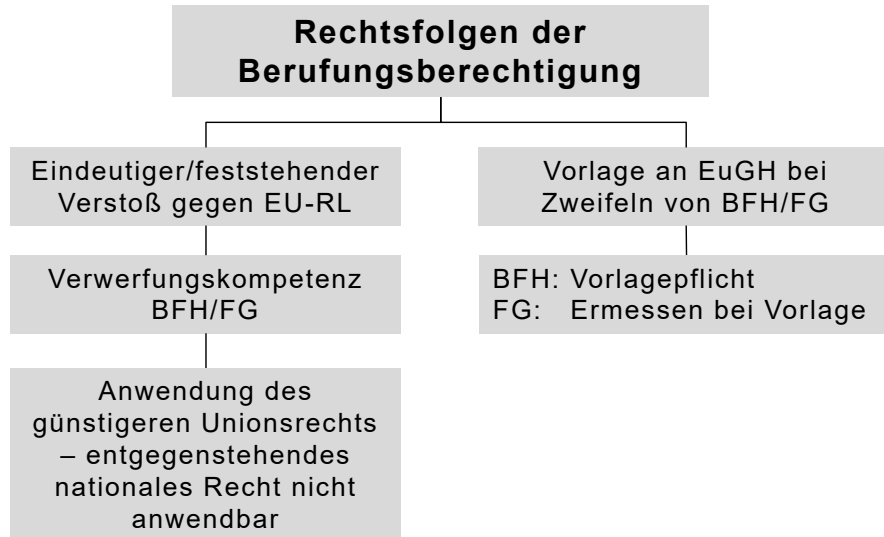 Rechtsfolgen der
Berufungsberechtigung
Eindeutiger/feststehender
Verstoß gegen EU-RL
Verwerfungskompetenz
BFH/FG
Anwendung des
günstigeren Unionsrechts
– entgegenstehendes
nationales Recht nicht
anwendbar
Vorlage an EuGH bei
Zweifeln von BFH/FG
BFH: Vorlagepflicht
FG: Ermessen bei Vorlage